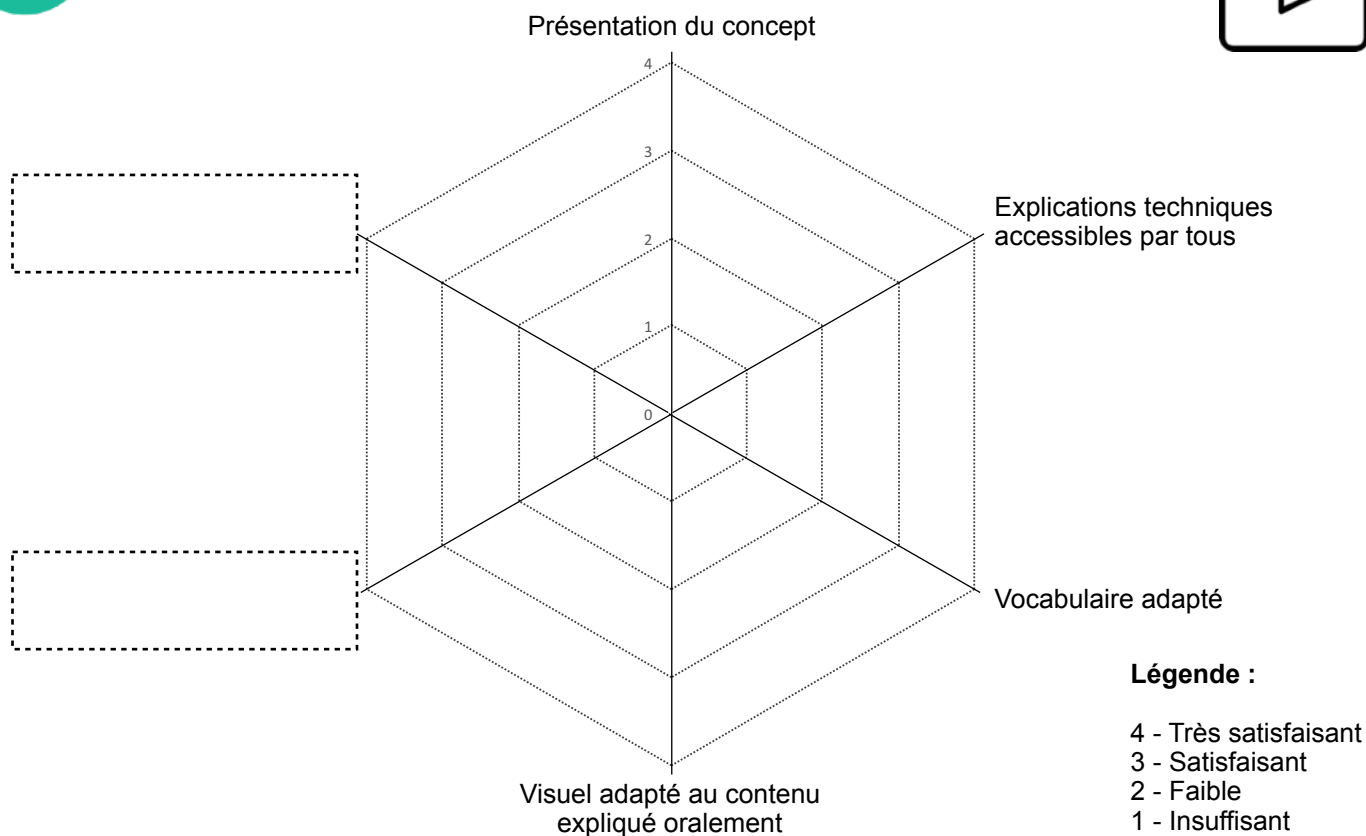 Présentation du concept
4
3
2
1
0
Explications techniques
accessibles par tous
Vocabulaire adapté
Visuel adapté au contenu
expliqué oralement
Légende :
4 - Très satisfaisant
3 - Satisfaisant
2 - Faible
1 - Insuffisant